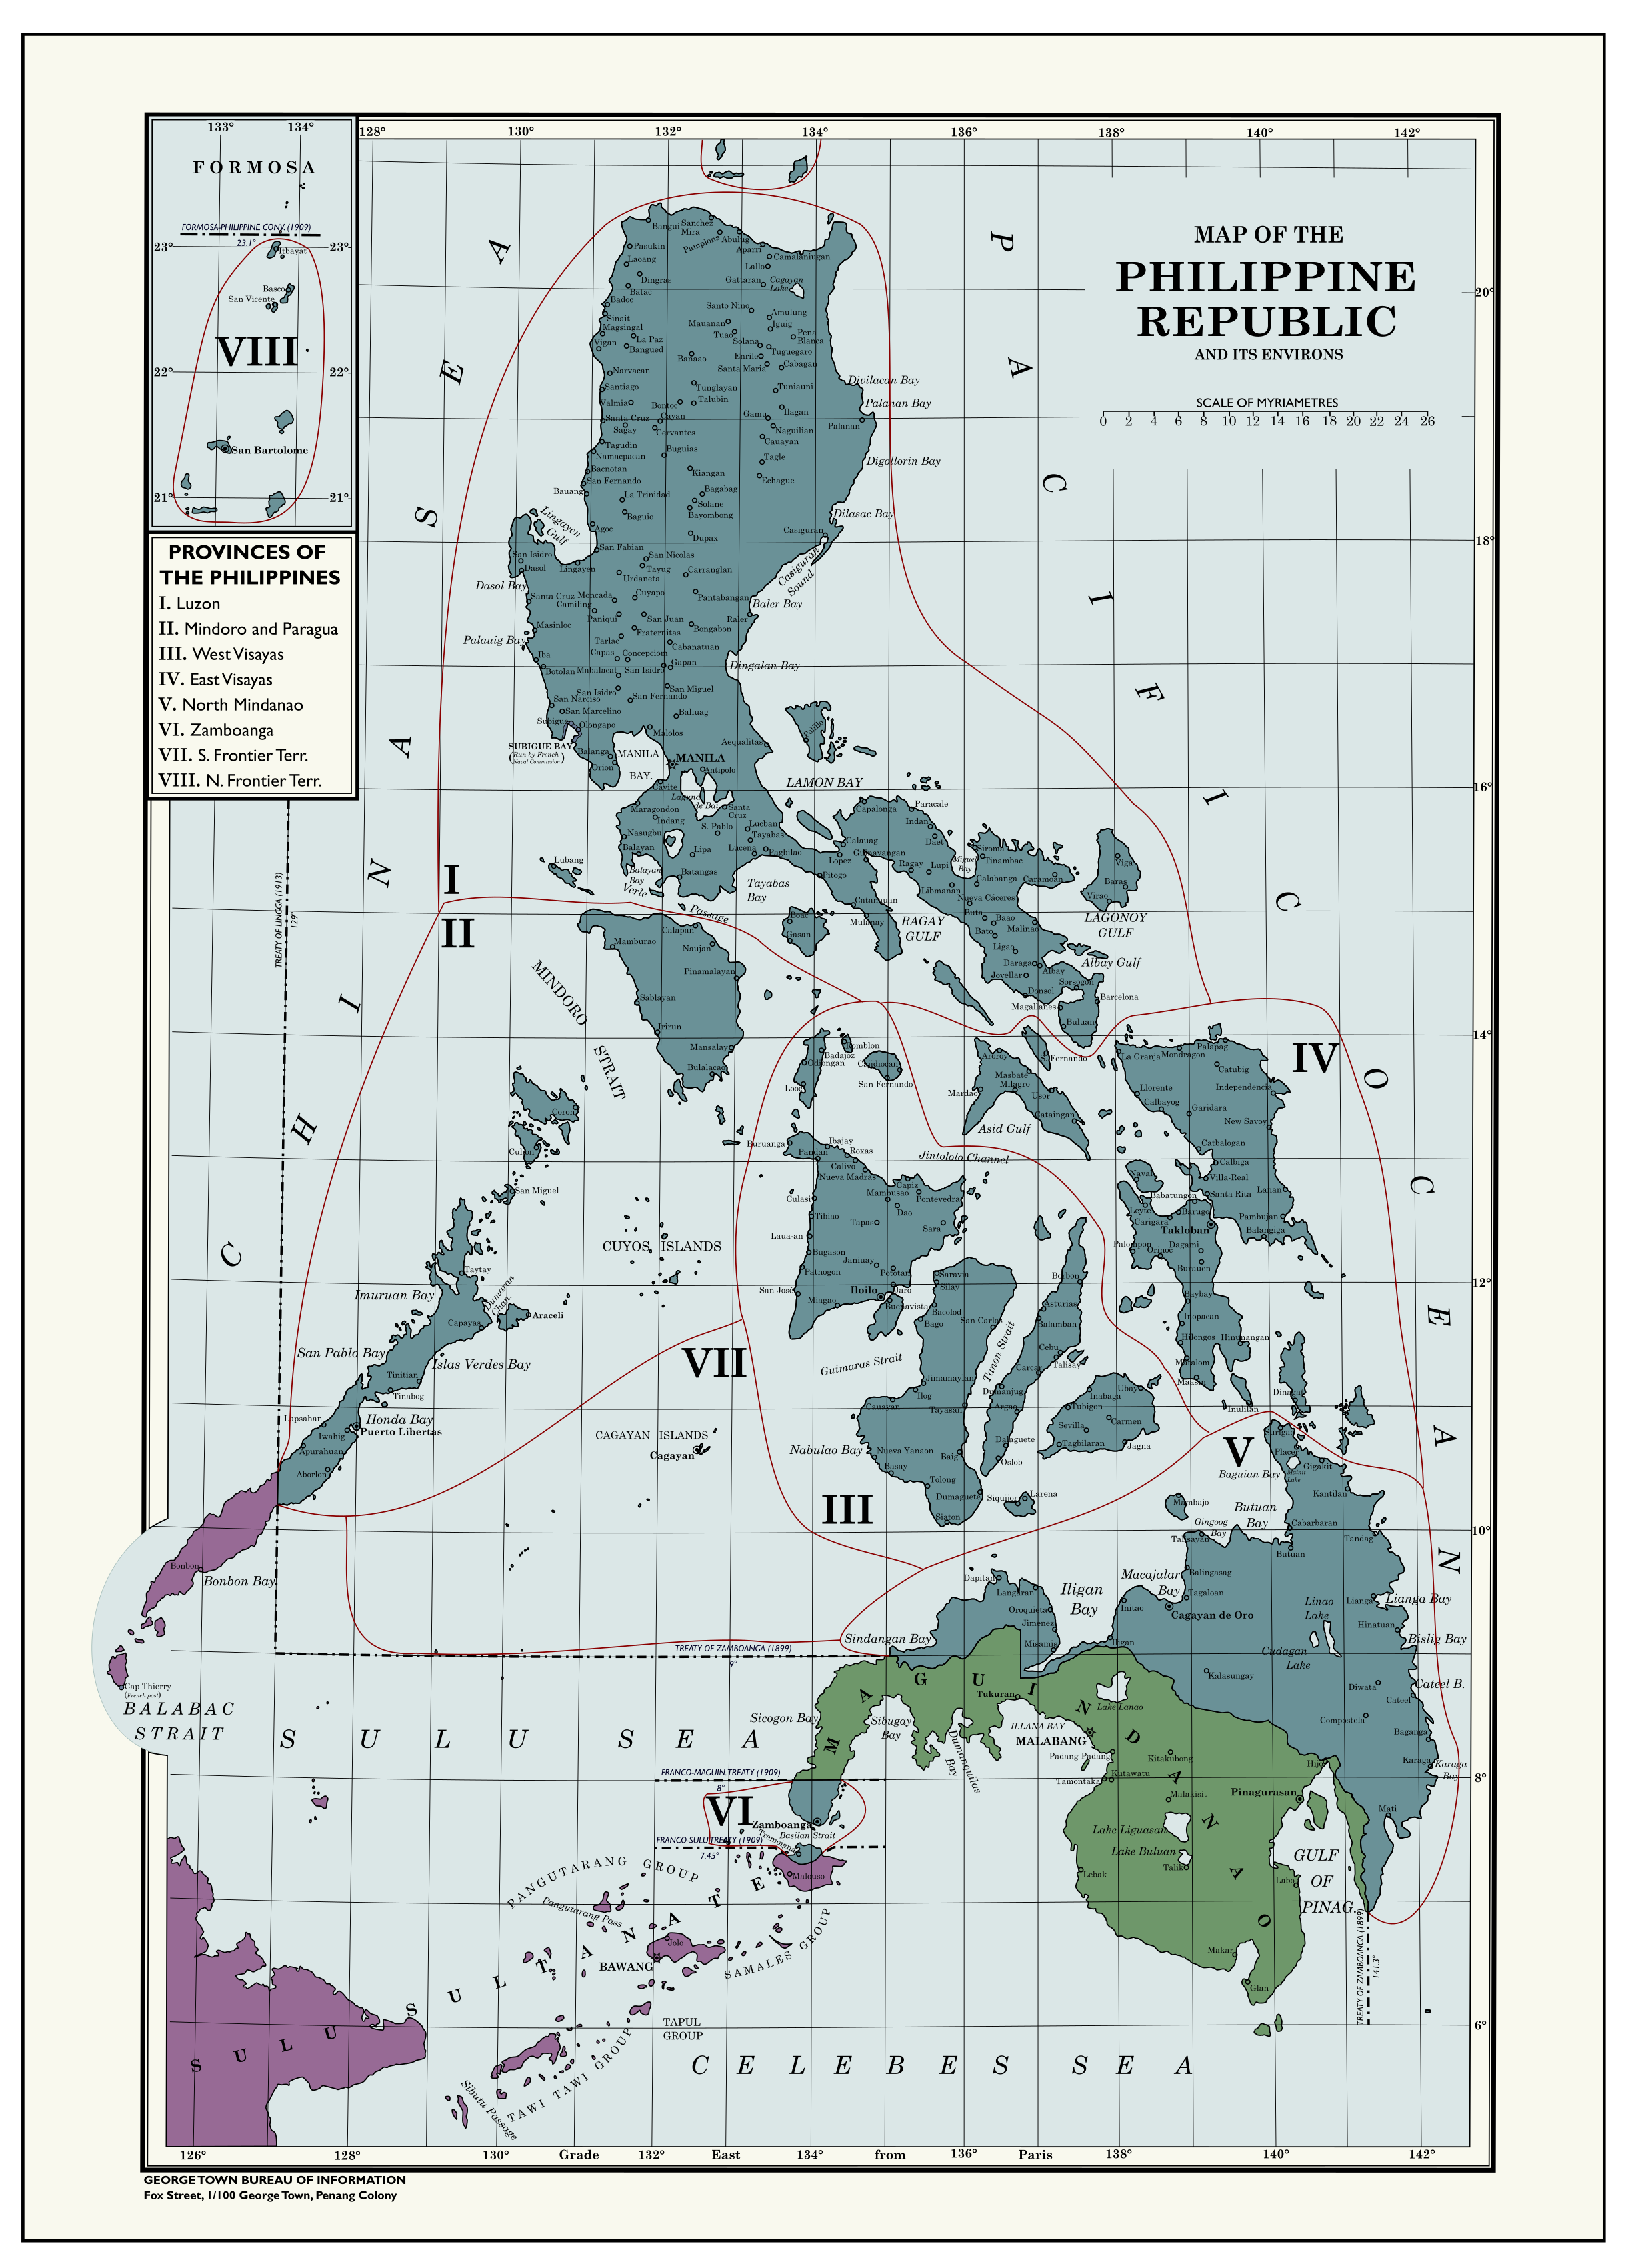 133° 134°
FORMOSA
FORMOSA-PHILIPPINE CONV. (1909)
23.1°
23° 23°
Itbayat
Basco
San Vicente
VIII
22° 22°
San Bartolome
21° 21°
PROVINCES OF
THE PHILIPPINES
I. Luzon
II. Mindoro and Paragua
III. West Visayas
IV. East Visayas
V. North Mindanao
VI. Zamboanga
VII. S. Frontier Terr.
VIII. N. Frontier Terr.
128° 130° 132° 134° 136° 138° 140° 142°
MAP OF THE
PHILIPPINE
REPUBLIC
AND ITS ENVIRONS
SCALE OF MYRIAMETRES
0 2 4 6 8 10 12 14 16 18 20 22 24 26
20°
18°
16°
14°
12°
10°
8°
6°
CHINA SEA
PACIFIC OCEAN
Bangui
Sanchez
Mira
Pamplona
Abulug
Aparri
Pasukin
Laoang
Camalaniugan
Lallo
Dingras
Gattaran
Cagayan
Lake
Batac
Badoc
Santo Nino
Sinait
Amulung
Magsingal
Mauanan
Iguig
Tuao
Pena
Blanca
La Paz
Vigan
Bangued
Solana
Tuguegaro
Banaao
Enrile
Santa Maria
Cabagan
Narvacan
Divilacan Bay
Santiago
Tunglayan
Tuniauni
Valmia
Bontoc
Talubin
Palanan Bay
Ilagan
Gamu
Santa Cruz
Cayan
Sagay
Cervantes
Naguilian
Palanan
Cauayan
Tagudin
Buguias
Namacpacan
Tagle
Digollorin Bay
Bacnotan
Kiangan
San Fernando
Echague
Bauang
La Trinidad
Bagabag
Solane
Lingayen
Gulf
Baguio
Bayombong
Dilasac Bay
Agoc
Casiguran
Dupax
San Fabian
San Isidro
San Nicolas
Dasol
Lingayen
Tayug
Carranglan
Casiguran
Sound
Urdaneta
Dasol Bay
Santa Cruz
Moncada
Cuyapo
Pantabangan
Camiling
Baler Bay
Paniqui
San Juan
Raler
Masinloc
Fraternitas
Bongabon
Palauig Bay
Tarlac
Cabanatuan
Iba
Capas
Concepcion
Gapan
Botolan
Mabalacat
San Isidro
Dingalan Bay
San Isidro
San Miguel
San Narciso
San Fernando
San Marcelino
Baliuag
Subigue
Olongapo
Malolos
Aequalitas
Polillo
SUBIGUE BAY
(Run by French
Naval Commission)
Balanga
MANILA
BAY.
MANILA
Antipolo
Orion
LAMON BAY
Cavite
Laguna
de Bai
Santa
Cruz
Maragondon
Indang
Capalonga
Paracale
Indan
Nasugbu
S. Pablo
Lucban
Tayabas
Daet
Balayan
Lipa
Lucena
Pagbilao
Calauag
Guinayangan
Lopez
Siroma
Lubang
Balayan
Bay
Batangas
Pitogo
Ragay
Lupi
Miguel
Bay
Tinambac
Viga
Verle Passage
Tayabas
Bay
Calabanga
Caramoan
Baras
Libmanan
Nueva Cáceres
Virac
Catanauan
Boac
Mulanay
RAGAY
GULF
Buta
Baao
LAGONOY
GULF
Gasan
Bato
Malinao
Ligao
Albay Gulf
Daraga
Albay
Jovellar
Sorsogon
Donsol
Barcelona
Magallanes
Buluan
I
II
Calapan
Mamburao
Naujan
Pinamalayan
MINDORO STRAIT
Sablayan
Irirun
Mansalay
Bulalacao
TREATY OF LINGGA (1913)
129°
Romblon
Badajoz
Odjongan
Cajidiocan
San Fernando
Looc
Aroroy
S. Fernando
Masbate
Milagro
Mardao
Usor
Cataingan
Asid Gulf
IV
La Granja
Mondragon
Palapag
Catubig
Llorente
Independencia
Calbayog
Garidara
New Savoy
Catbalogan
Coron
Culion
San Miguel
Buruanga
Ibajay
Pandan
Roxas
Calivo
Jintololo Channel
Nueva Madras
Capiz
Mambusao
Pontevedra
Culasi
Dao
Tibiao
Tapas
Sara
Laua-an
Bugason
Janiuay
Patnogon
Pototan
San José
Iloilo
Jaro
Miagao
Buenavista
Calbiga
Naval
Villa-Real
Babatungon
Santa Rita
Lanan
Leyte
Barugo
Carigara
Takloban
Pambujan
Balangiga
Palompon
Dagami
Orinoc
Burauen
CUYOS ISLANDS
Taytay
Imuruan Bay
Dumaran
Chan.
Araceli
Capayas
San Pablo Bay
Islas Verdes Bay
Tinitian
Tinabog
Lapsahan
Honda Bay
Iwahig
Puerto Libertas
Apurahuan
Aborlon
VII
CAGAYAN ISLANDS
Cagayan
Saravia
Silay
Bacolod
Bago
San Carlos
Borbon
Asturias
Balamban
Baybay
Inopacan
Hilongos
Hinunangan
Matalom
Maasin
Guimaras Strait
Tanon Strait
Cebu
Talisay
Carcar
Jimamaylan
Dumanjug
Ubay
Inabaga
Dinagat
Cauayan
Ilog
Tayasan
Argao
Tubigon
Carmen
Inulilan
Sevilla
Tagbilaran
Jagna
Nabulao Bay
Nueva Yanaon
Dalaguete
Baig
Basay
Oslob
Tolong
Dumaguete
Siquijor
Larena
Siaton
III
V
Surigao
Placer
Mainit
Lake
Gigakit
Baguian Bay
Kantilan
Mambajo
Butuan
Bay
Gingoog
Bay
Cabarbaran
Tandag
Talisayan
Butuan
Balingasag
Macajalar
Bay
Tagaloan
Lianga
Lianga Bay
Cagayan de Oro
Initao
Linao
Lake
Hinatuan
Bislig Bay
Dapitan
Langaran
Oroquieta
Iligan
Bay
Jimenez
Sindangan Bay
Misamis
Iligan
Cudagan
Lake
Kalasungay
Diwata
Cateel B.
Cateel
Compostela
Baganga
Karaga
Karaga
Bay
Hijo
Mati
Bonbon
Bonbon Bay
Cap Thierry
(French post)
BALABAC
STRAIT
TREATY OF ZAMBOANGA (1899)
9°
SULU SEA
MAGUINDANAO
Tukuran
Lake Lanao
Sicogon Bay
Sibugay
Bay
Dumanquilas
Bay
ILLANA BAY
MALABANG
Padang-Padang
Kitakubong
Tamontaka
Kutawatu
Malakisit
Pinagurasan
Lake Liguasan
Lake Buluan
Talik
GULF
OF
PINAG.
Lebak
Labo
Makar
Glan
TREATY OF ZAMBOANGA (1899)
141.3°
FRANCO-MAGUIN.TREATY (1909)
8°
VI
Zamboanga
Basilan Strait
Tremoigne
FRANCO-SULU TREATY (1909)
7.45°
Malouso
PANGUTARANG GROUP
Pangutarang Pass
SULU SULTANATE
Jolo
BAWANG
SAMALES GROUP
TAPUL
GROUP
TAWI TAWI GROUP
Sibutu Passage
CELEBES SEA
126° 128° 130° Grade 132° East 134° from 136° Paris 138° 140° 142°
GEORGE TOWN BUREAU OF INFORMATION
Fox Street, 1/100 George Town, Penang Colony